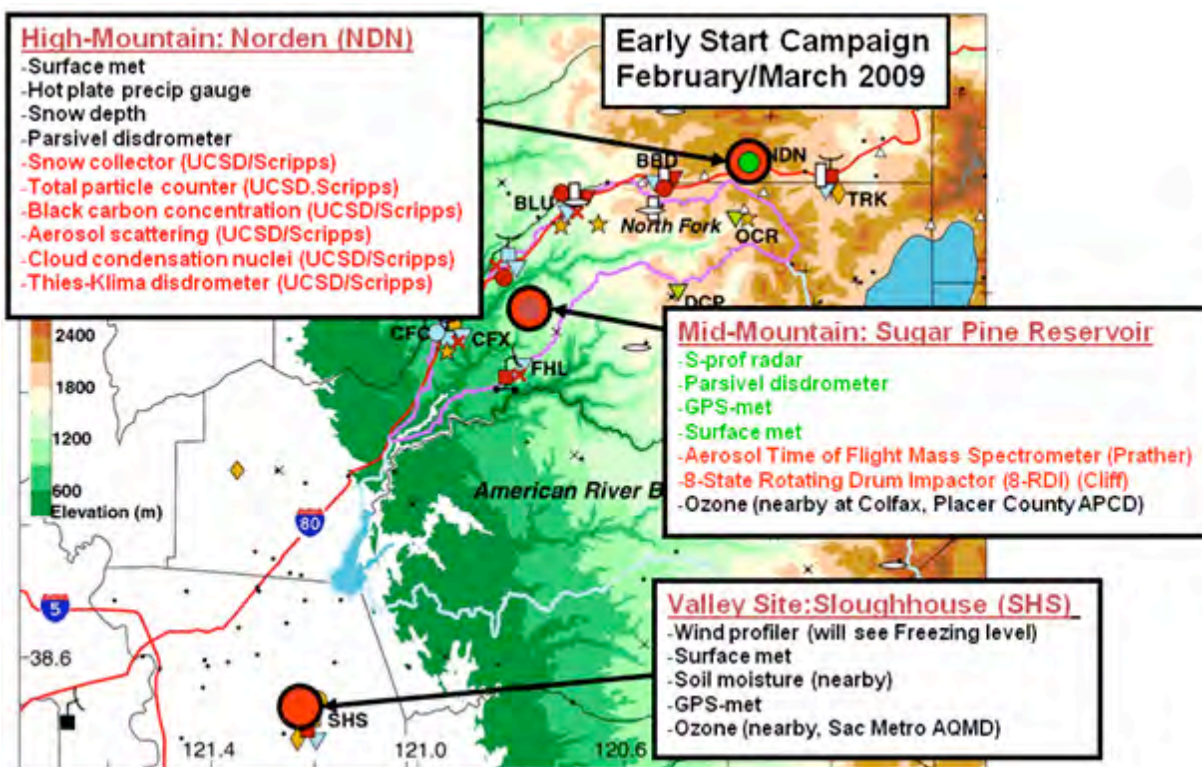 High-Mountain: Norden (NDN)
-Surface met
-Hot plate precip gauge
-Snow depth
-Parsivel disdrometer
-Snow collector (UCSD/Scripps)
-Total particle counter (UCSD.Scripps)
-Black carbon concentration (UCSD/Scripps)
-Aerosol scattering (UCSD/Scripps)
-Cloud condensation nuclei (UCSD/Scripps)
-Thies-Klima disdrometer (UCSD/Scripps)
Early Start Campaign
February/March 2009
NDN
BBD
TRK
BLU
North Fork
OCR
DCP
CFC
CFX
FHL
2400
1800
1200
600
Elevation (m)
Mid-Mountain: Sugar Pine Reservoir
-S-prof radar
-Parsivel disdrometer
-GPS-met
-Surface met
-Aerosol Time of Flight Mass Spectrometer (Prather)
-8-State Rotating Drum Impactor (8-RDI) (Cliff)
-Ozone (nearby at Colfax, Placer County APCD)
American River B
80
5
Valley Site:Sloughhouse (SHS)
-Wind profiler (will see Freezing level)
-Surface met
-Soil moisture (nearby)
-GPS-met
-Ozone (nearby, Sac Metro AQMD)
38.6
SHS
121.4
121.0
120.6